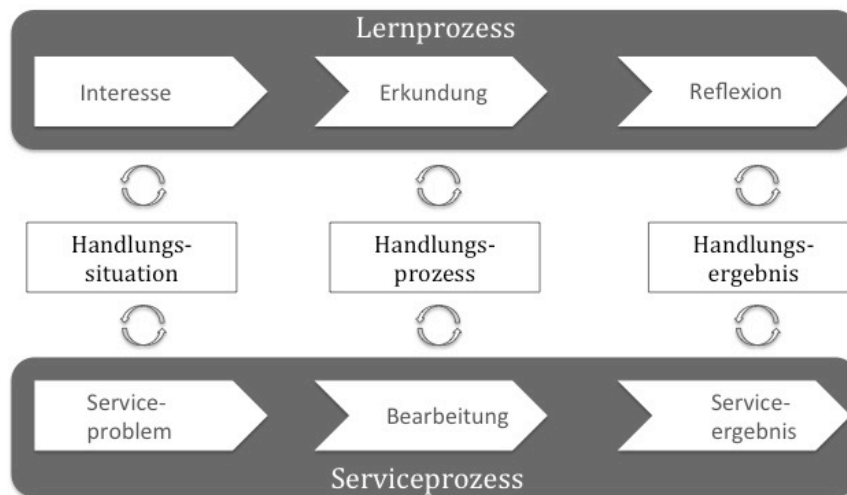 Lernprozess
Interesse
Erkundung
Reflexion
Handlungs-
situation
Handlungs-
prozess
Handlungs-
ergebnis
Service-
problem
Bearbeitung
Service-
ergebnis
Serviceprozess